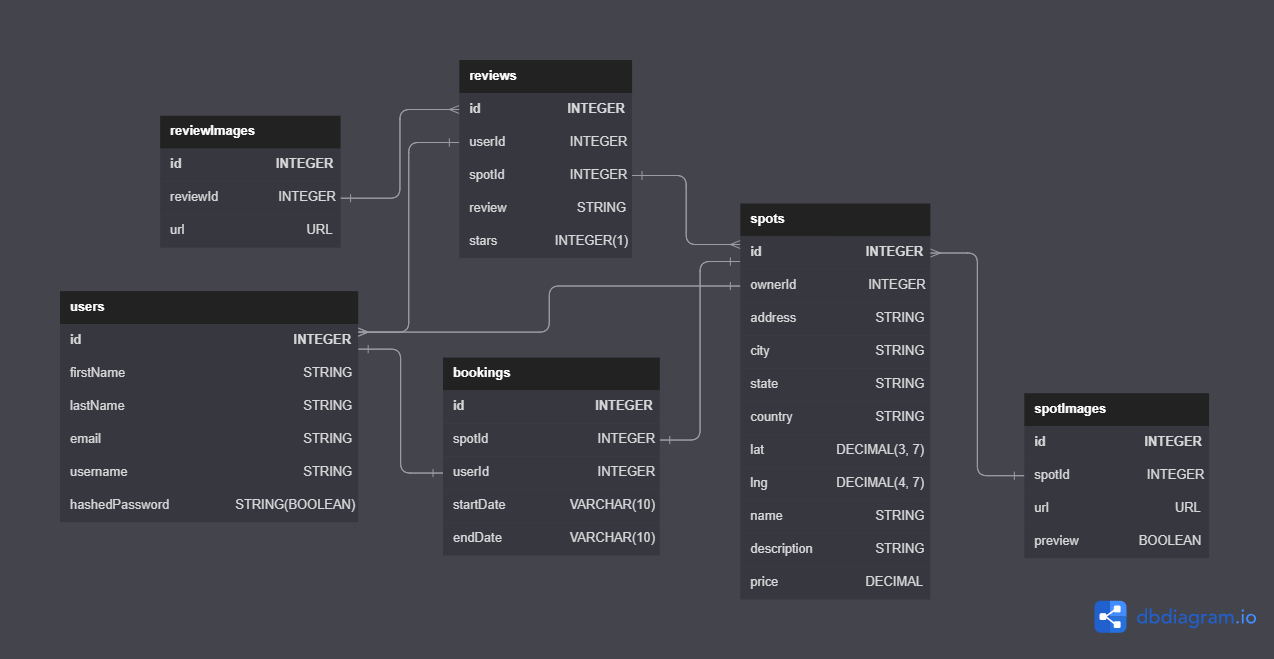 reviews
id INTEGER
userId INTEGER
spotId INTEGER
review STRING
stars INTEGER(1)
reviewImages
id INTEGER
reviewId INTEGER
url URL
users
id INTEGER
firstName STRING
lastName STRING
email STRING
username STRING
hashedPassword STRING(BOOLEAN)
bookings
id INTEGER
spotId INTEGER
userId INTEGER
startDate VARCHAR(10)
endDate VARCHAR(10)
spots
id INTEGER
ownerId INTEGER
address STRING
city STRING
state STRING
country STRING
lat DECIMAL(3, 7)
lng DECIMAL(4, 7)
name STRING
description STRING
price DECIMAL
spotImages
id INTEGER
spotId INTEGER
url URL
preview BOOLEAN
dbdiagram.io